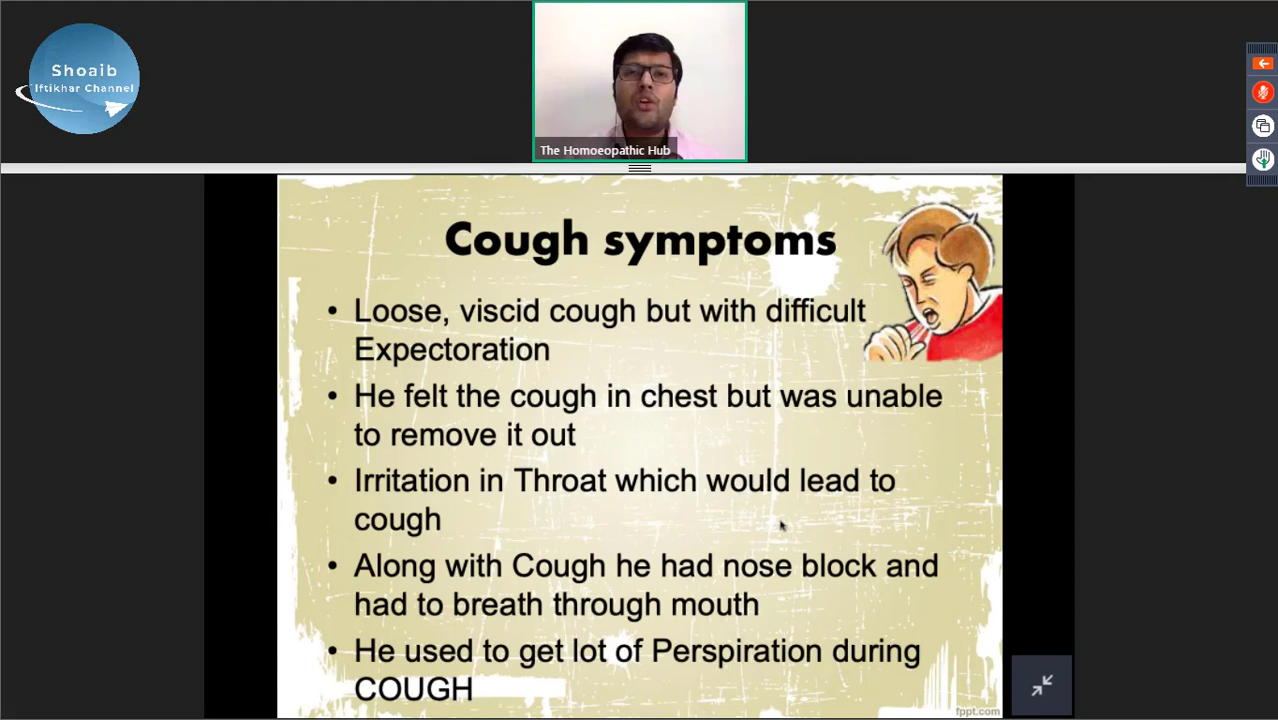 Shoaib
Iftikhar Channel
The Homoeopathic Hub
Cough symptoms
• Loose, viscid cough but with difficult
Expectoration
• He felt the cough in chest but was unable
to remove it out
• Irritation in Throat which would lead to
cough
• Along with Cough he had nose block and
had to breath through mouth
• He used to get lot of Perspiration during
COUGH
fppt.com